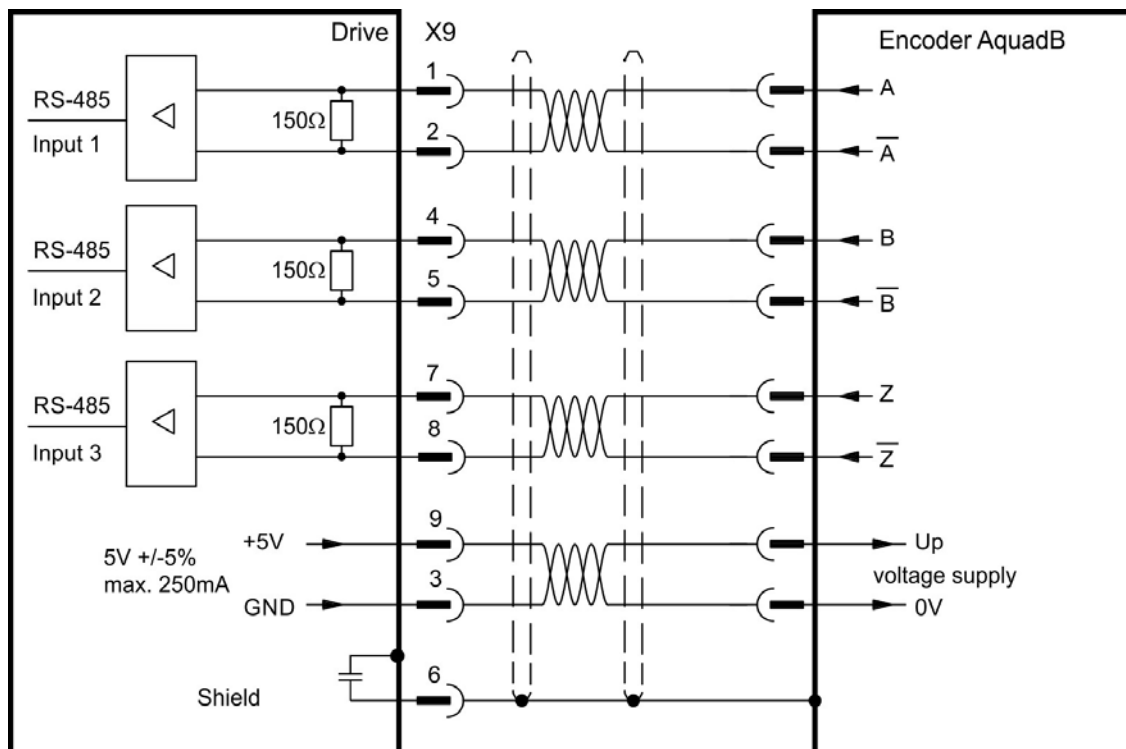 Drive
X9
Encoder AquadB
RS-485
Input 1
150Ω
1
2
A
A̅
RS-485
Input 2
150Ω
4
5
B
B̅
RS-485
Input 3
150Ω
7
8
Z
Z̅
5V +/-5%
max. 250mA
+5V
GND
9
3
Up
voltage supply
0V
Shield
6